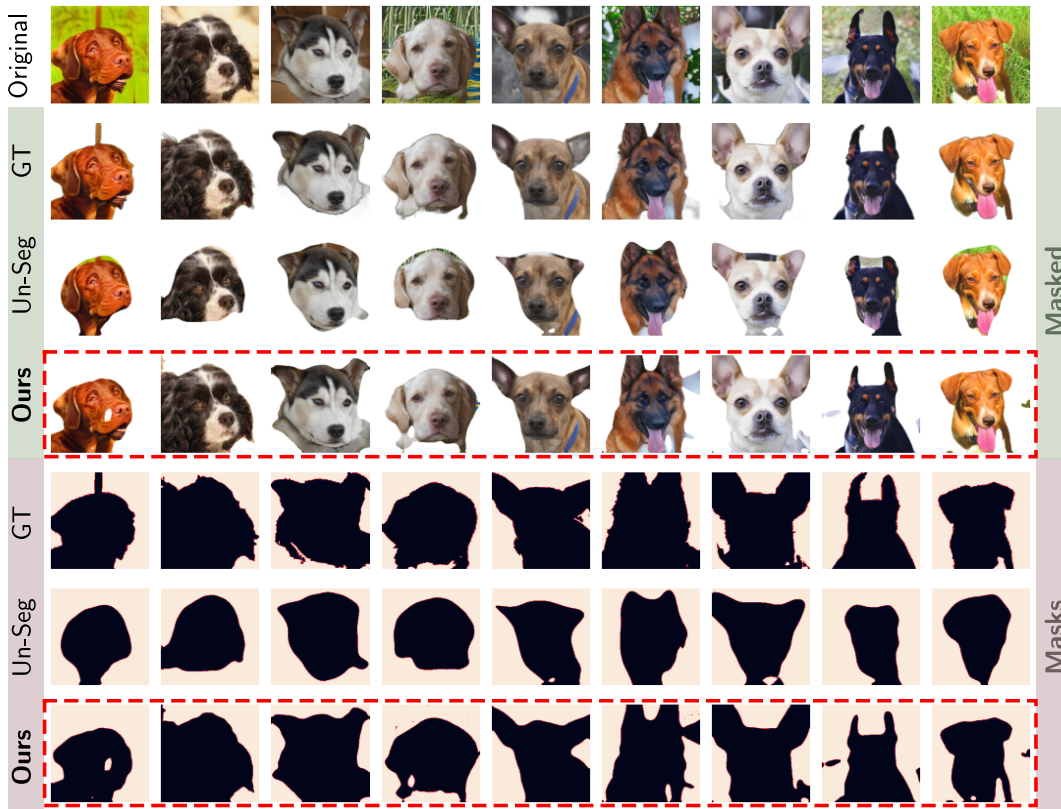 Original
GT
Un-Seg
Ours
Masked
GT
Un-Seg
Ours
Masks